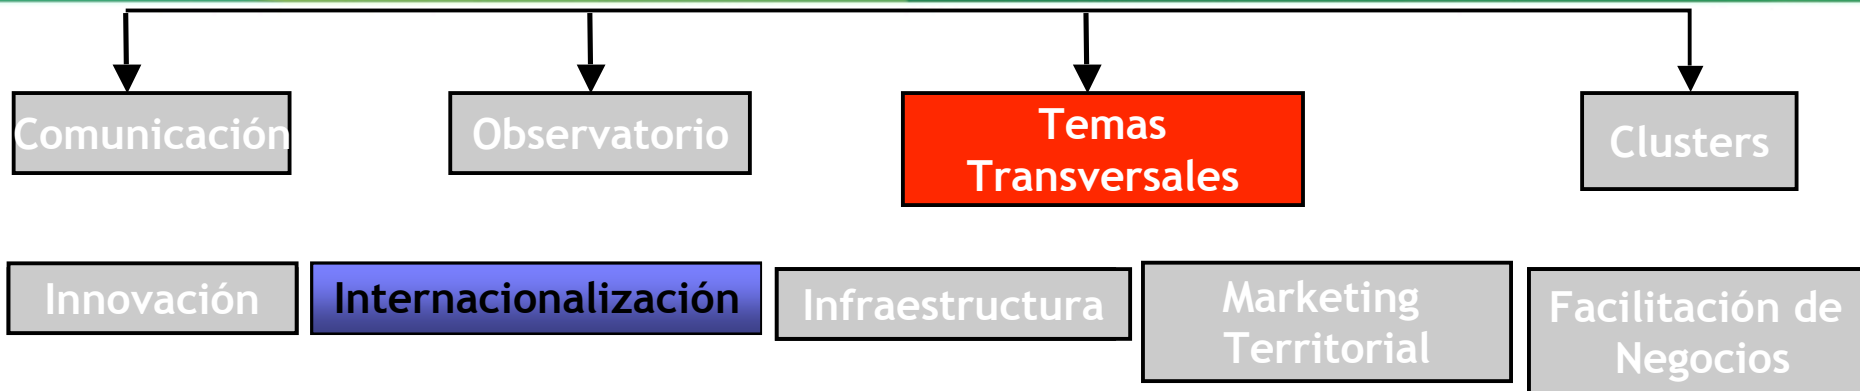 Comunicación
Observatorio
Temas
Transversales
Clusters
Innovación
Internacionalización
Infraestructura
Marketing
Territorial
Facilitación de
Negocios